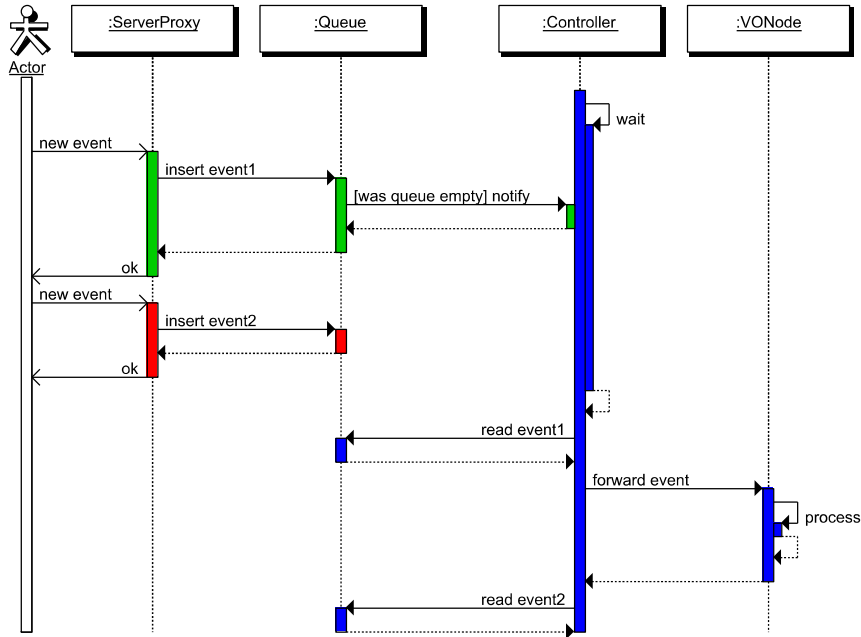 :ServerProxy
:Queue
:Controller
:VONode
Actor
wait
new event
insert event1
[was queue empty] notify
ok
new event
insert event2
ok
read event1
forward event
process
read event2